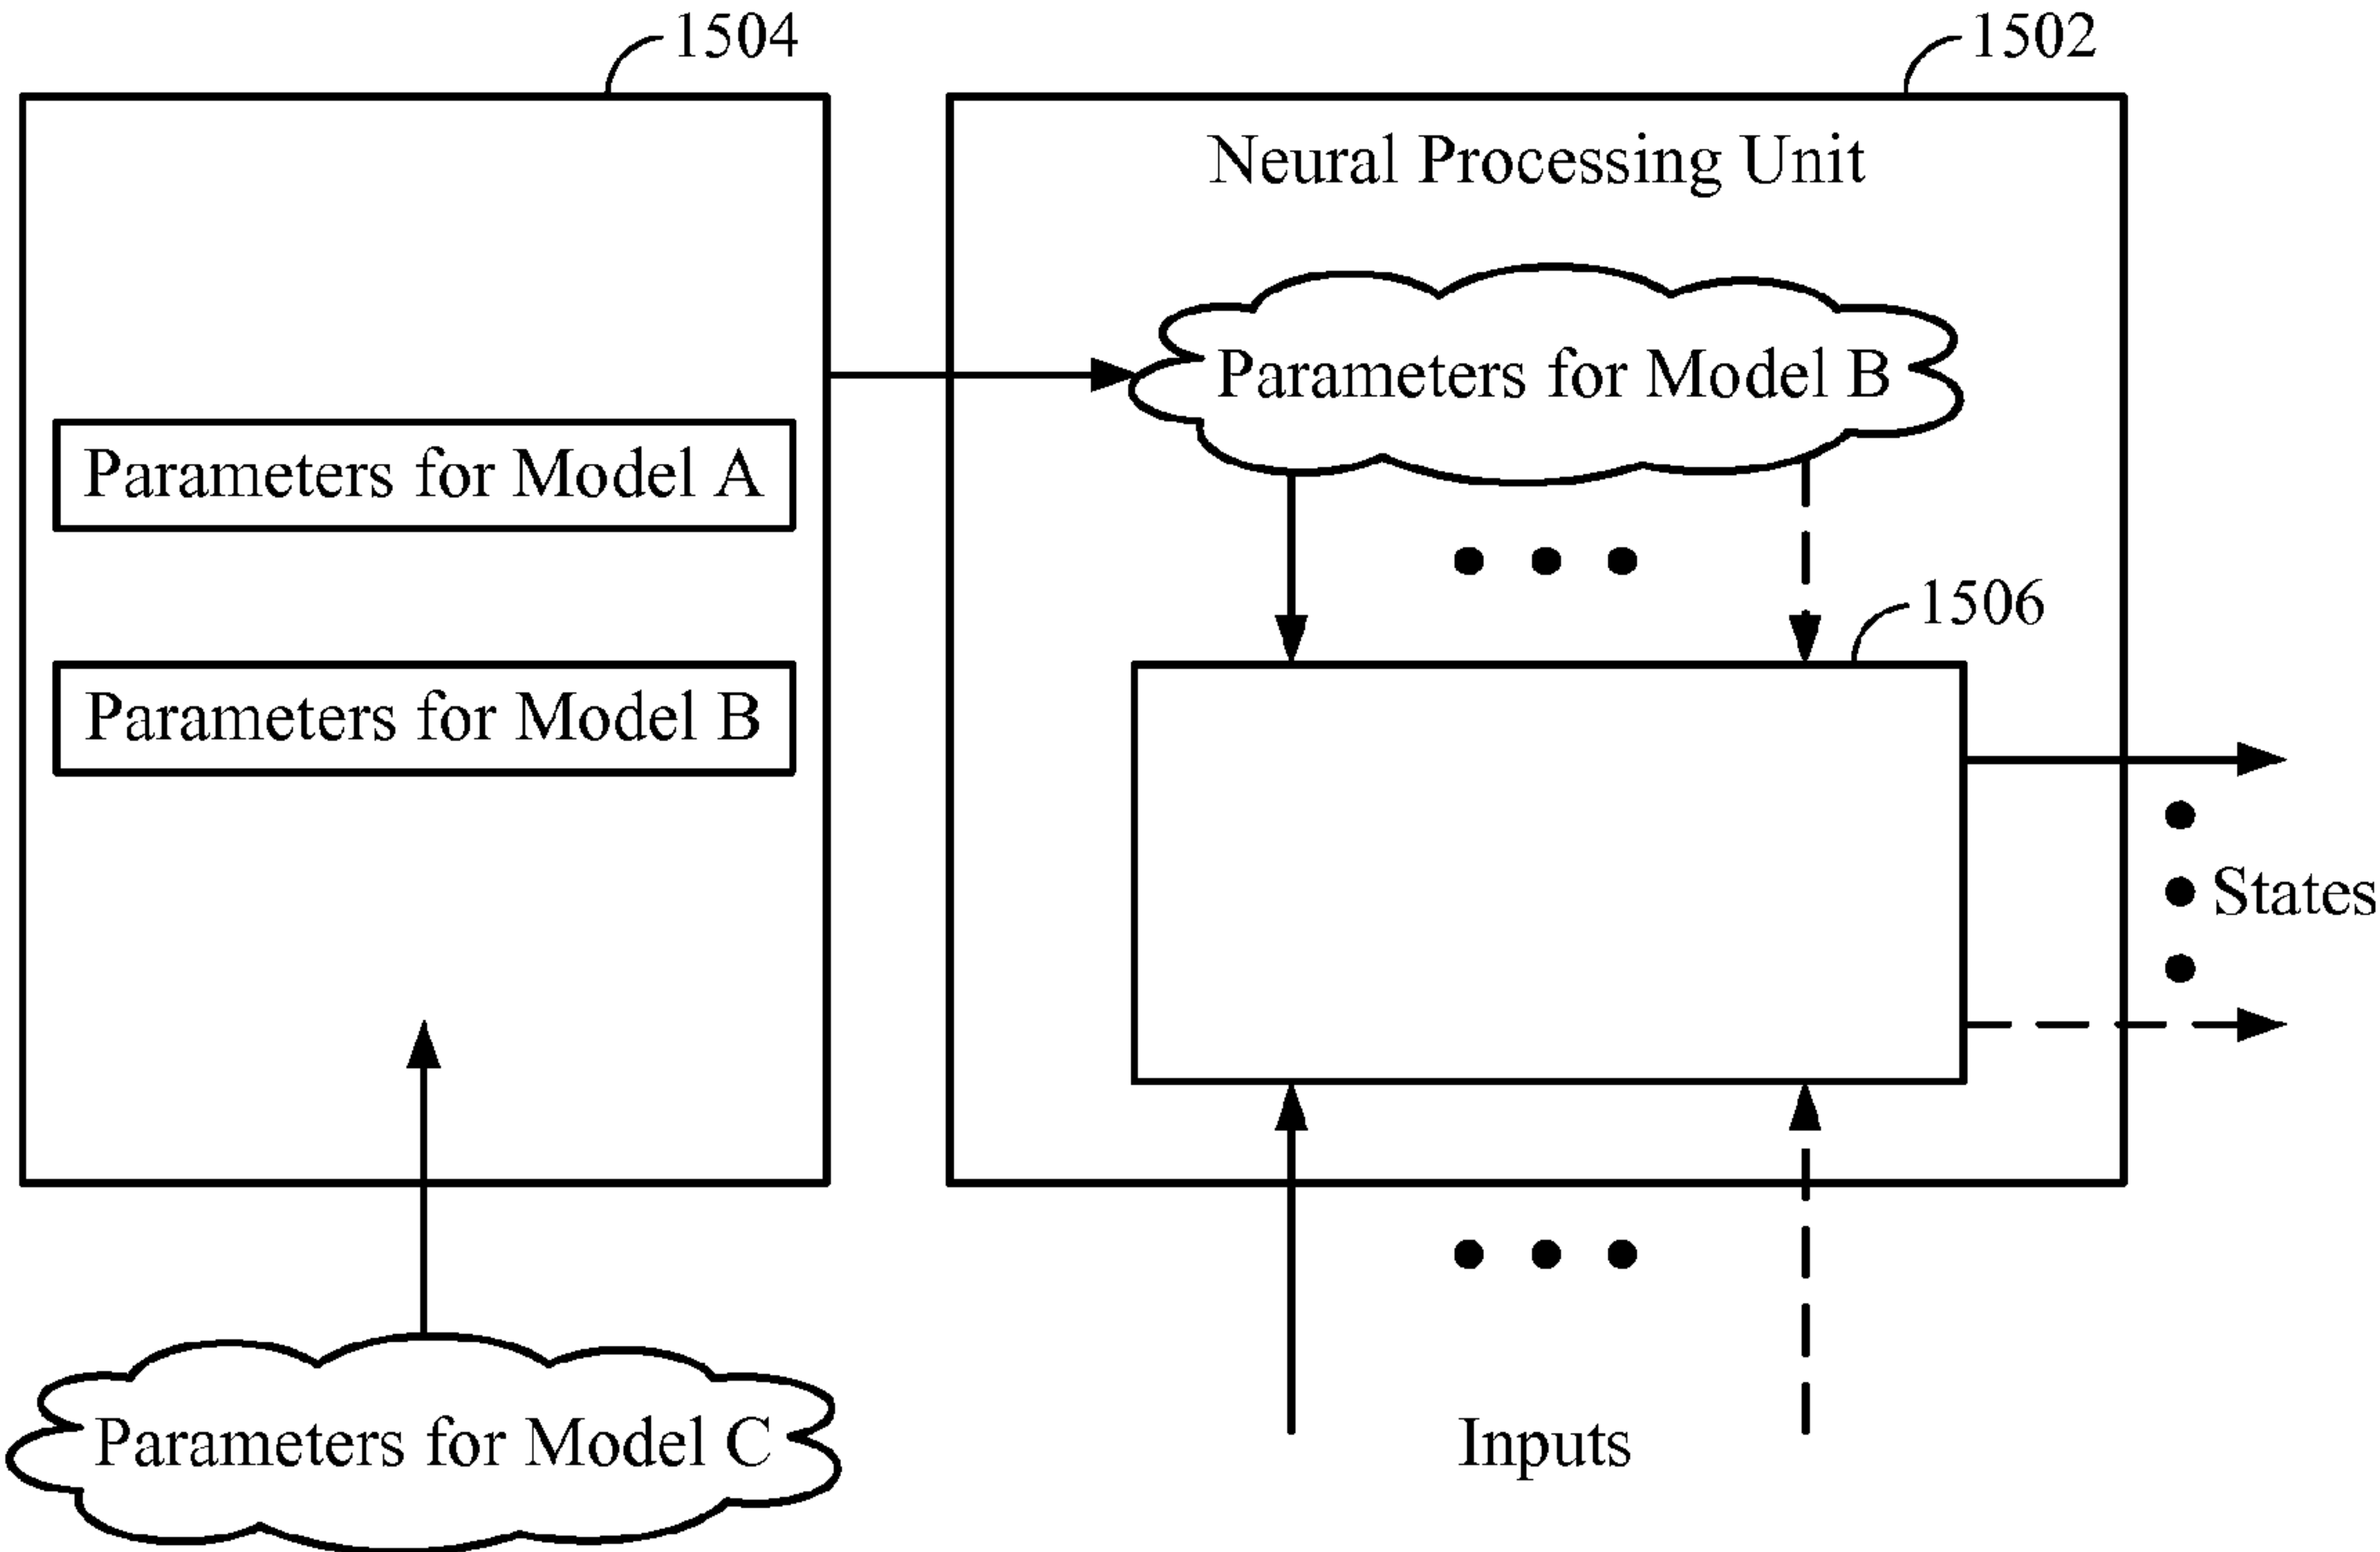 1504
1502
Neural Processing Unit
Parameters for Model B
Parameters for Model A
1506
Parameters for Model B
States
Parameters for Model C
Inputs